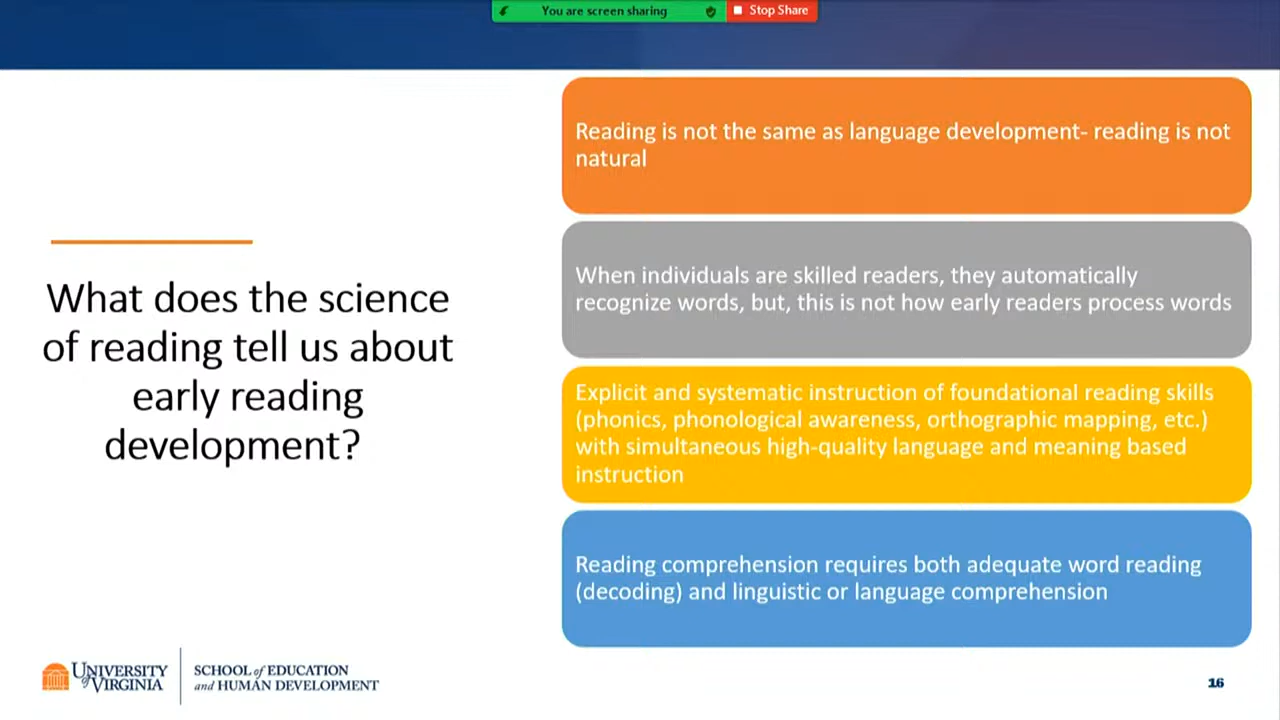 You are screen sharing
Stop Share
What does the science
of reading tell us about
early reading
development?
Reading is not the same as language development- reading is not
natural
When individuals are skilled readers, they automatically
recognize words, but, this is not how early readers process words
Explicit and systematic instruction of foundational reading skills
(phonics, phonological awareness, orthographic mapping, etc.)
with simultaneous high-quality language and meaning based
instruction
Reading comprehension requires both adequate word reading
(decoding) and linguistic or language comprehension
UNIVERSITY
of VIRGINIA
SCHOOL of EDUCATION
and HUMAN DEVELOPMENT
16